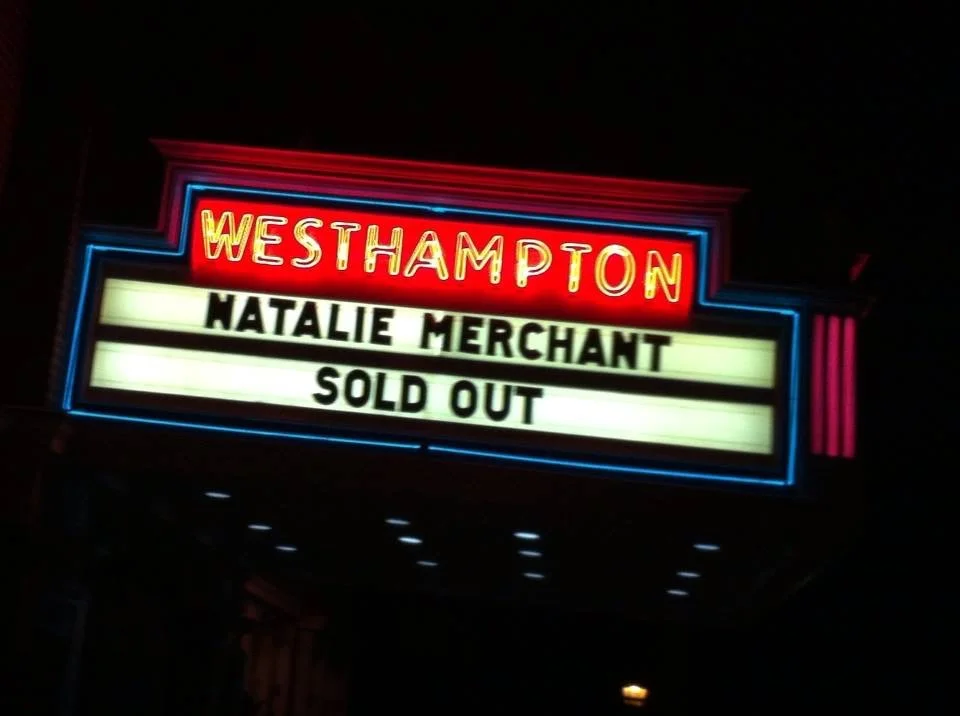 WESTHAMPTON
NATALIE MERCHANT
SOLD OUT